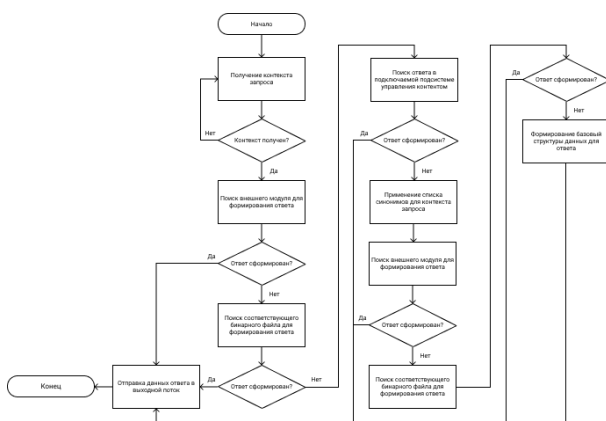 Начало
Получение контекста
запроса
Нет
Контекст получен?
Да
Поиск внешнего модуля для
формирования ответа
Да
Ответ сформирован?
Нет
Поиск соответствующего
бинарного файла для
формирования ответа
Конец
Отправка данных ответа в
выходной поток
Да
Ответ сформирован?
Нет
Поиск ответа в
подключаемой подсистеме
управления контентом
Да
Ответ сформирован?
Нет
Применение списка
синонимов для контекста
запроса
Поиск внешнего модуля для
формирования ответа
Да
Ответ сформирован?
Нет
Поиск соответствующего
бинарного файла для
формирования ответа
Да
Ответ сформирован?
Нет
Формирование базовый
структуры данных для
ответа